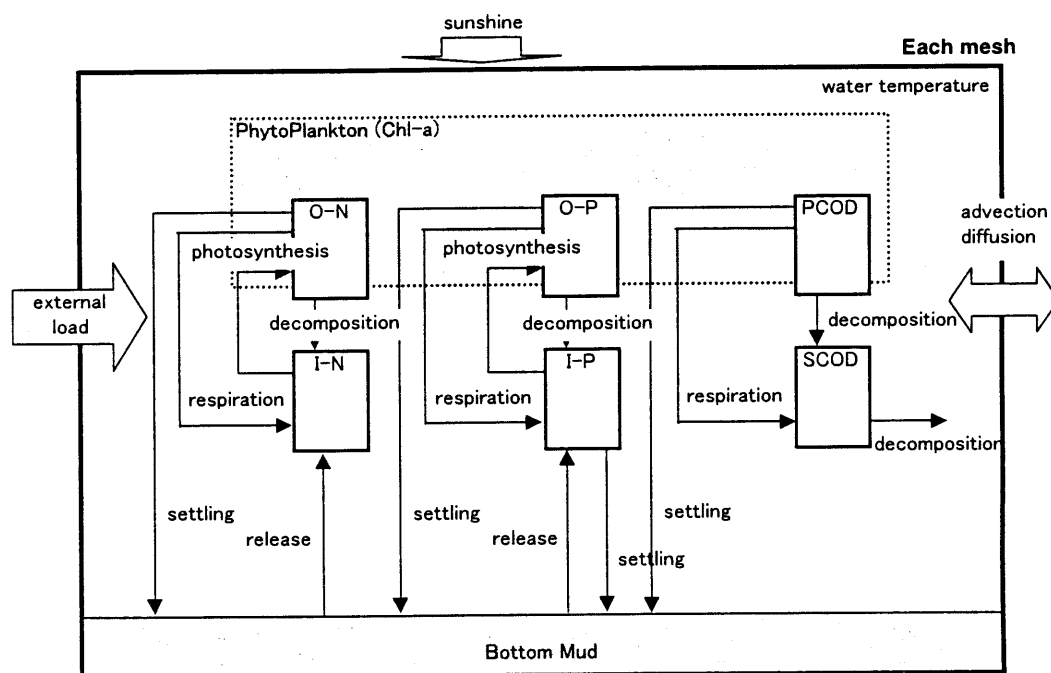 sunshine
Each mesh
water temperature
PhytoPlankton (Chl-a)
O-N
O-P
PCOD
advection
diffusion
photosynthesis
photosynthesis
external
load
decomposition
decomposition
decomposition
I-N
I-P
SCOD
respiration
respiration
respiration
decomposition
settling
settling
settling
release
release
settling
Bottom Mud